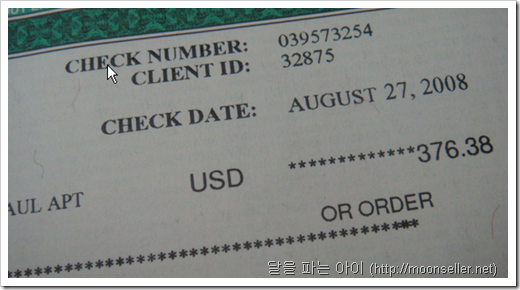 CHECK NUMBER: 039573254
CLIENT ID: 32875
CHECK DATE: AUGUST 27, 2008
AUL APT USD *************376.38
OR ORDER
달을 파는 아이 (http://moonseller.net)